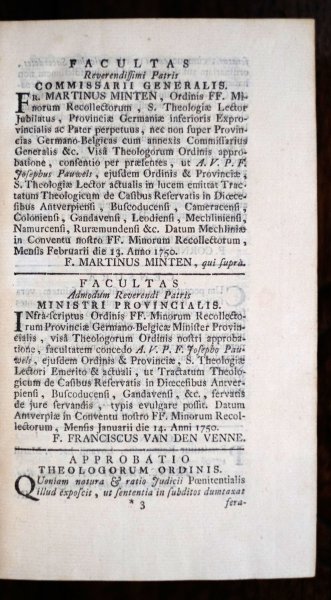 FACULTAS
Reverendissimi Patris
COMMISSARII GENERALIS.
FR. MARTINUS MINTEN, Ordinis FF. Mi-
norum Recollectorum, S. Theologiæ Lector
Jubilatus, Provinciæ Germaniæ inferioris Expro-
vincialis ac Pater perpetuus, nec non super Provin-
cias Germano-Belgicas cum annexis Commissarius
Generalis &c. Visâ Theologorum Ordinis appro-
batione, consentio per præsentes, ut A. V. P. F.
Josephus Pauwels, ejusdem Ordinis & Provinciæ,
S. Theologiæ Lector actualis in lucem emittat Trac-
tatum Theologicum de Casibus Reservatis in Diœce-
sibus Antverpiensi, Buscoducensi, Cameracensi,
Coloniensi, Gandavensi, Leodiensi, Mechliniensi,
Namurcensi, Ruræmundensi &c. Datum Mechliniæ
in Conventu nostro FF. Minorum Recollectorum,
Mensis Februarii die 13. Anno 1750.
F. MARTINUS MINTEN, qui suprà.
FACULTAS
Admodum Reverendi Patris
MINISTRI PROVINCIALIS.
INfra-scriptus Ordinis FF. Minorum Recollecto-
rum Provinciæ Germano-Belgicæ Minister Provin-
cialis, visâ Theologorum Ordinis nostri approba-
tione, facultatem concedo A. V. P. F. Josepho Pau-
wels, ejusdem Ordinis & Provinciæ, S. Theologiæ
Lectori Emerito & actuali, ut Tractatum Theolo-
gicum de Casibus Reservatis in Diœcesibus Antver-
piensi, Buscoducensi, Gandavensi, &c., servatis
de jure servandis, typis evulgare possit. Datum
Antverpiæ in Conventu nostro FF. Minorum Recol-
lectorum, Mensis Januarii die 14. Anni 1750.
F. FRANCISCUS VAN DEN VENNE.
APPROBATIO
THEOLOGORUM ORDINIS.
QUoniam natura & ratio Judicii Pœnitentialis
illud exposcit, ut sententia in subditos dumtaxat
* 3 fera-